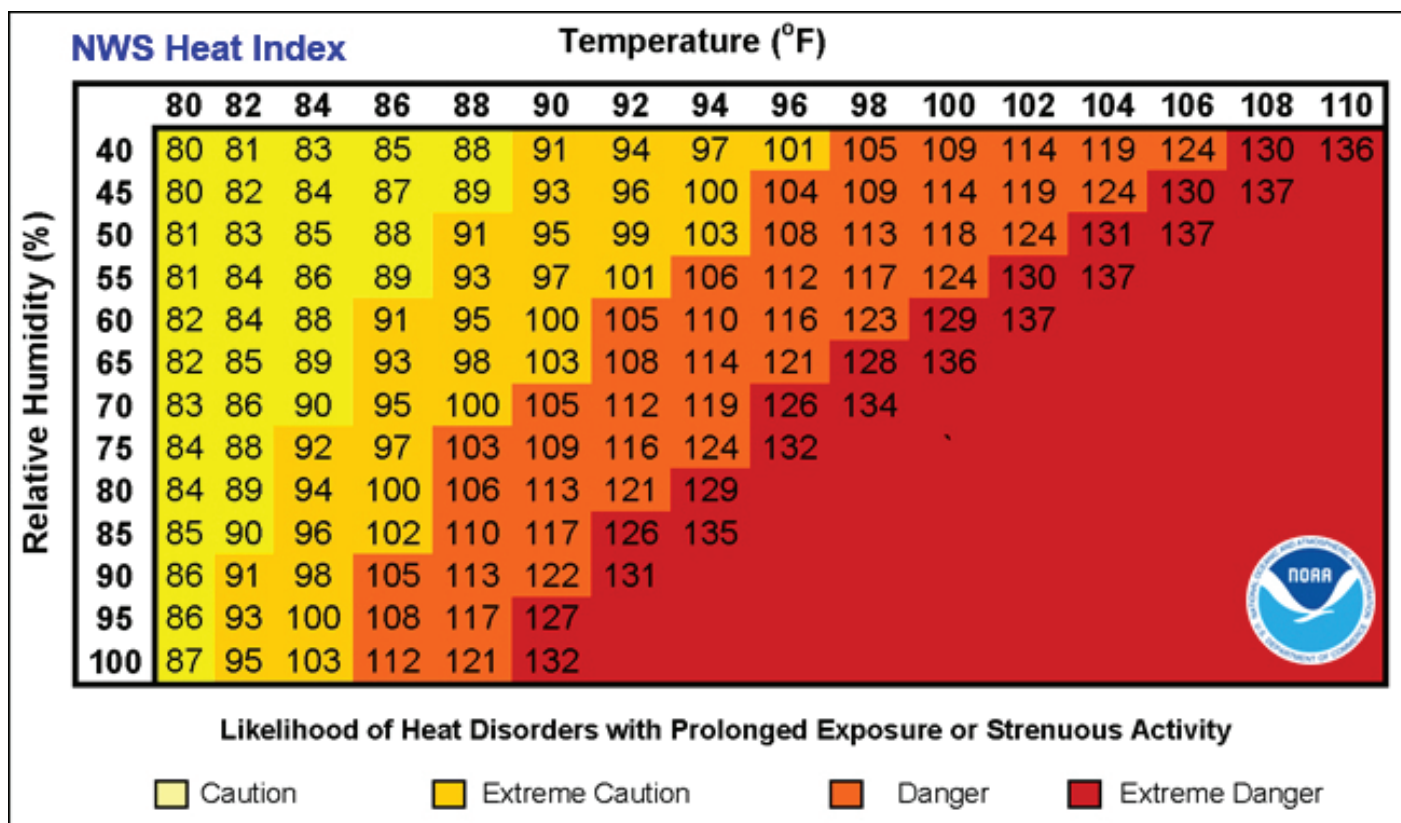 NWS Heat Index
Temperature (°F)
80 82 84 86 88 90 92 94 96 98 100 102 104 106 108 110
Relative Humidity (%)
40 80 81 83 85 88 91 94 97 101 105 109 114 119 124 130 136
45 80 82 84 87 89 93 96 100 104 109 114 119 124 130 137
50 81 83 85 88 91 95 99 103 108 113 118 124 131 137
55 81 84 86 89 93 97 101 106 112 117 124 130 137
60 82 84 88 91 95 100 105 110 116 123 129 137
65 82 85 89 93 98 103 108 114 121 128 136
70 83 86 90 95 100 105 112 119 126 134
75 84 88 92 97 103 109 116 124 132
80 84 89 94 100 106 113 121 129
85 85 90 96 102 110 117 126 135
90 86 91 98 105 113 122 131
95 86 93 100 108 117 127
100 87 95 103 112 121 132
NATIONAL OCEANIC AND ATMOSPHERIC ADMINISTRATION
NOAA
U.S. DEPARTMENT OF COMMERCE
Likelihood of Heat Disorders with Prolonged Exposure or Strenuous Activity
Caution
Extreme Caution
Danger
Extreme Danger